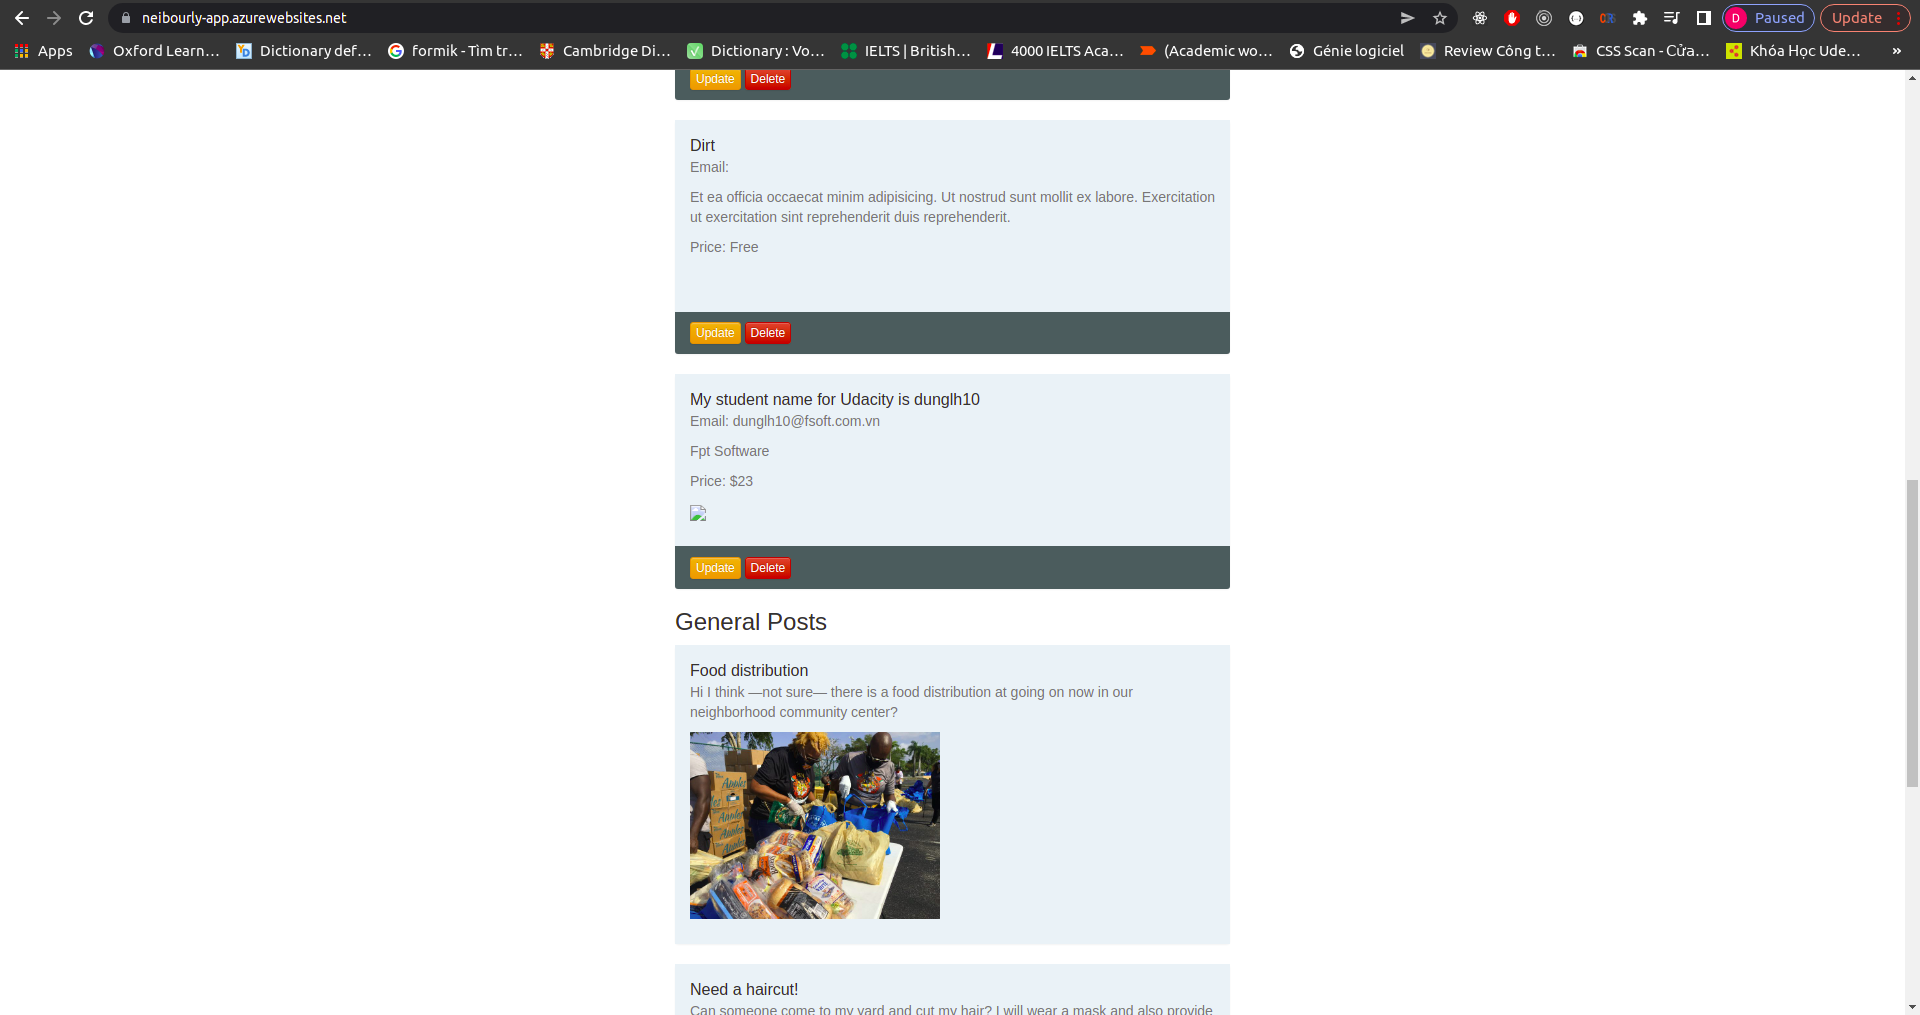 neibourly-app.azurewebsites.net
D Paused
Update
Apps
Oxford Learn...
Dictionary def...
formik - Tìm tr...
Cambridge Di...
Dictionary : Vo...
IELTS | British...
4000 IELTS Aca...
(Academic wo...
Génie logiciel
Review Công t...
CSS Scan - Cửa...
Khóa Học Ude...
»
Update Delete
Dirt
Email:
Et ea officia occaecat minim adipisicing. Ut nostrud sunt mollit ex labore. Exercitation
ut exercitation sint reprehenderit duis reprehenderit.
Price: Free
Update Delete
My student name for Udacity is dunglh10
Email: dunglh10@fsoft.com.vn
Fpt Software
Price: $23
Update Delete
General Posts
Food distribution
Hi I think —not sure— there is a food distribution at going on now in our
neighborhood community center?
Need a haircut!
Can someone come to my yard and cut my hair? I will wear a mask and also provide